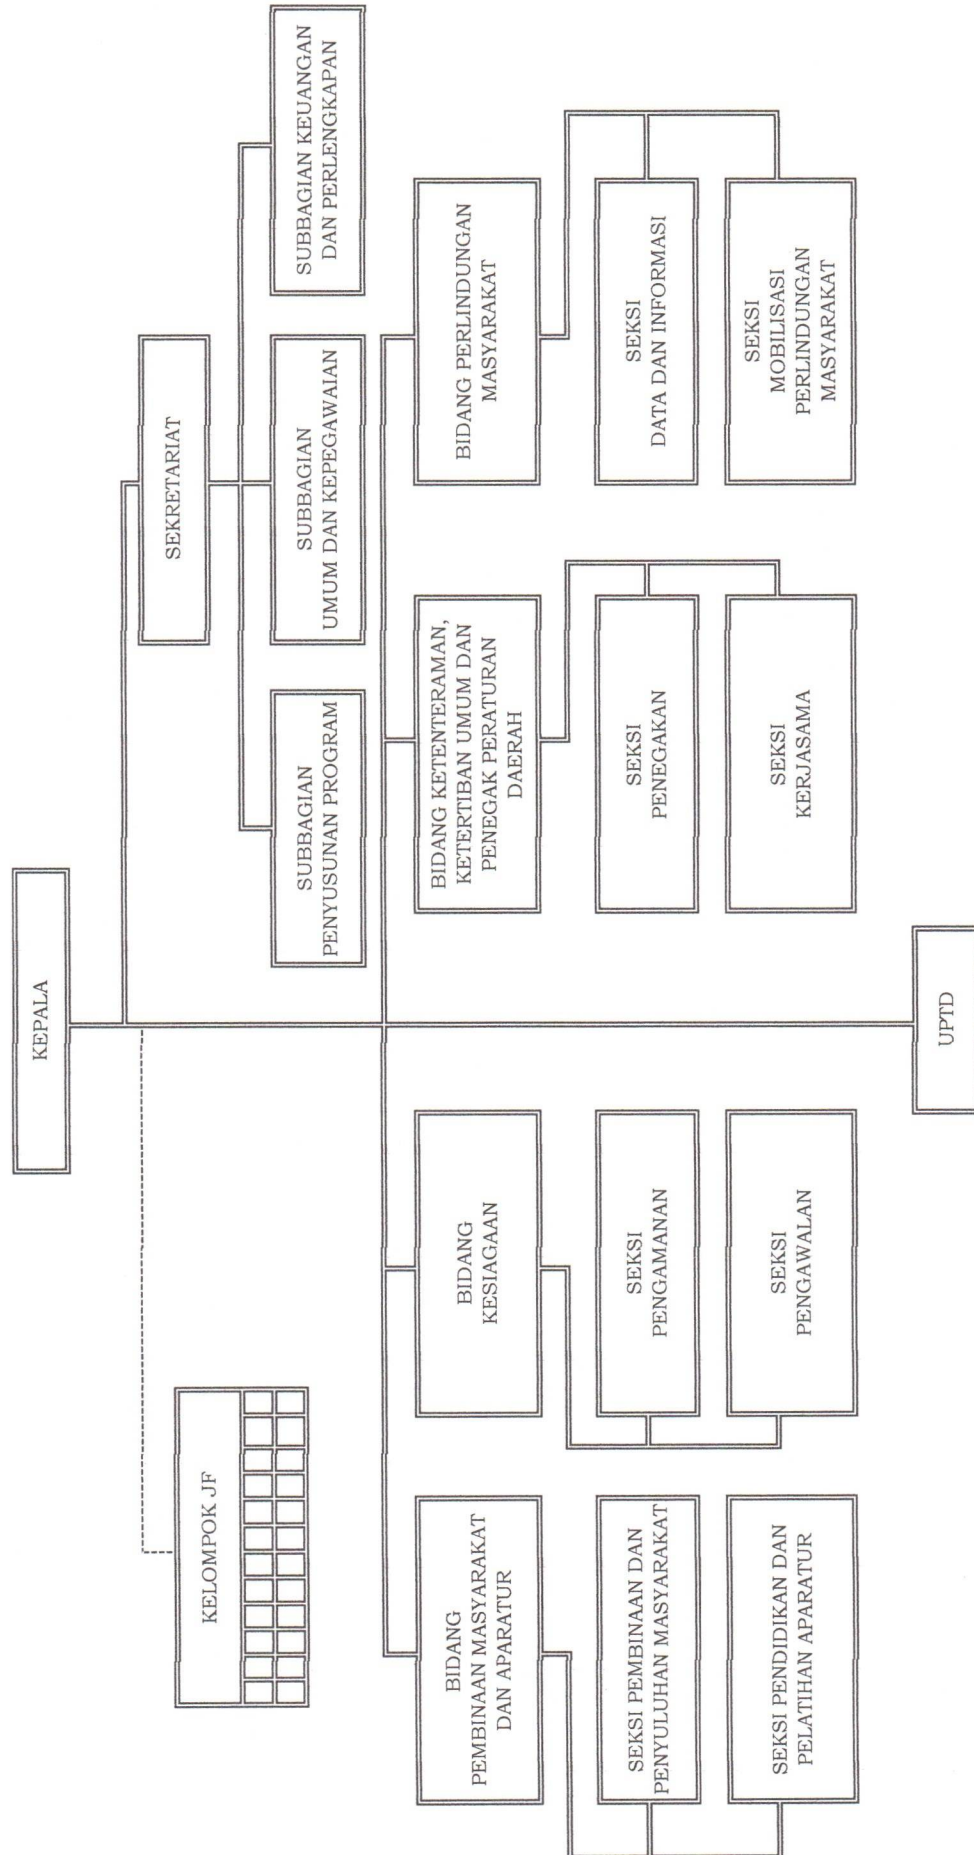 KEPALA
KELOMPOK JF
SEKRETARIAT
SUBBAGIAN
PENYUSUNAN PROGRAM
SUBBAGIAN
UMUM DAN KEPEGAWAIAN
SUBBAGIAN KEUANGAN
DAN PERLENGKAPAN
BIDANG
PEMBINAAN MASYARAKAT
DAN APARATUR
BIDANG
KESIAGAAN
BIDANG KETENTERAMAN,
KETERTIBAN UMUM DAN
PENEGAK PERATURAN
DAERAH
BIDANG PERLINDUNGAN
MASYARAKAT
SEKSI PEMBINAAN DAN
PENYULUHAN MASYARAKAT
SEKSI
PENGAMANAN
SEKSI
PENEGAKAN
SEKSI
DATA DAN INFORMASI
SEKSI PENDIDIKAN DAN
PELATIHAN APARATUR
SEKSI
PENGAWALAN
SEKSI
KERJASAMA
SEKSI
MOBILISASI
PERLINDUNGAN
MASYARAKAT
UPTD